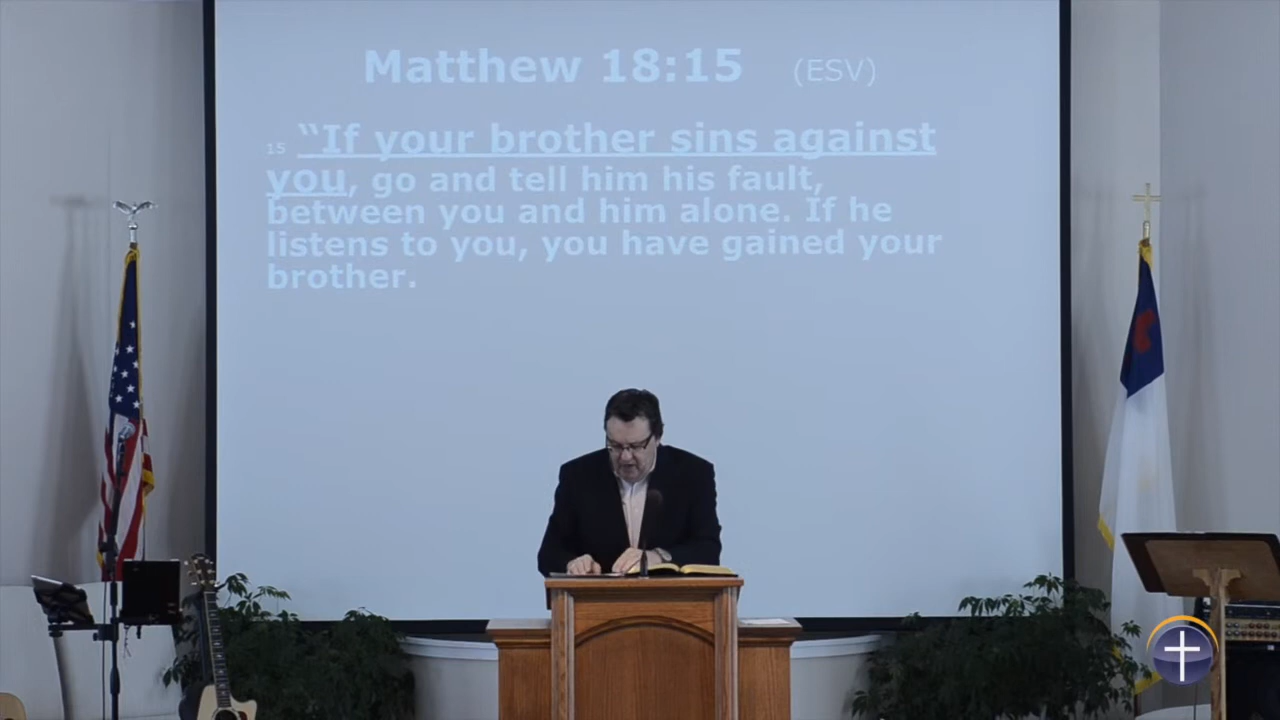 Matthew 18:15 (ESV)
15 “If your brother sins against
you, go and tell him his fault,
between you and him alone. If he
listens to you, you have gained your
brother.